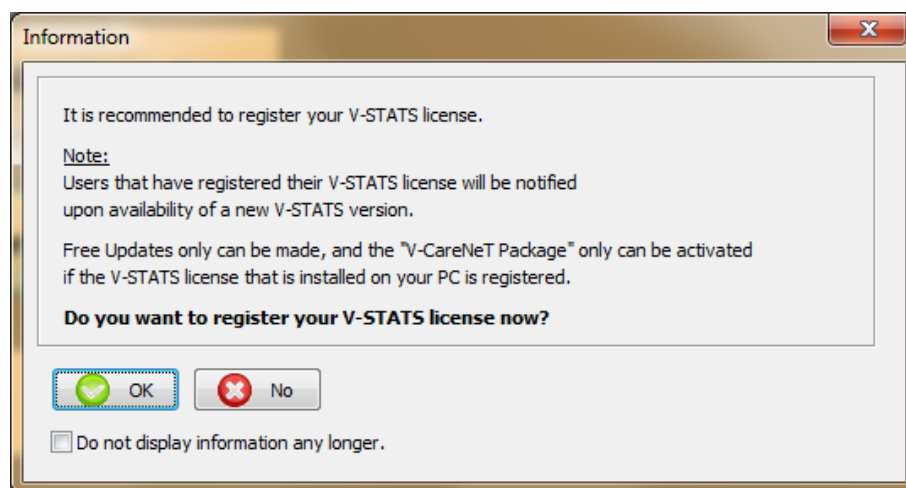 Information
It is recommended to register your V-STATS license.
Note:
Users that have registered their V-STATS license will be notified
upon availability of a new V-STATS version.
Free Updates only can be made, and the "V-CareNeT Package" only can be activated
if the V-STATS license that is installed on your PC is registered.
Do you want to register your V-STATS license now?
OK No
Do not display information any longer.